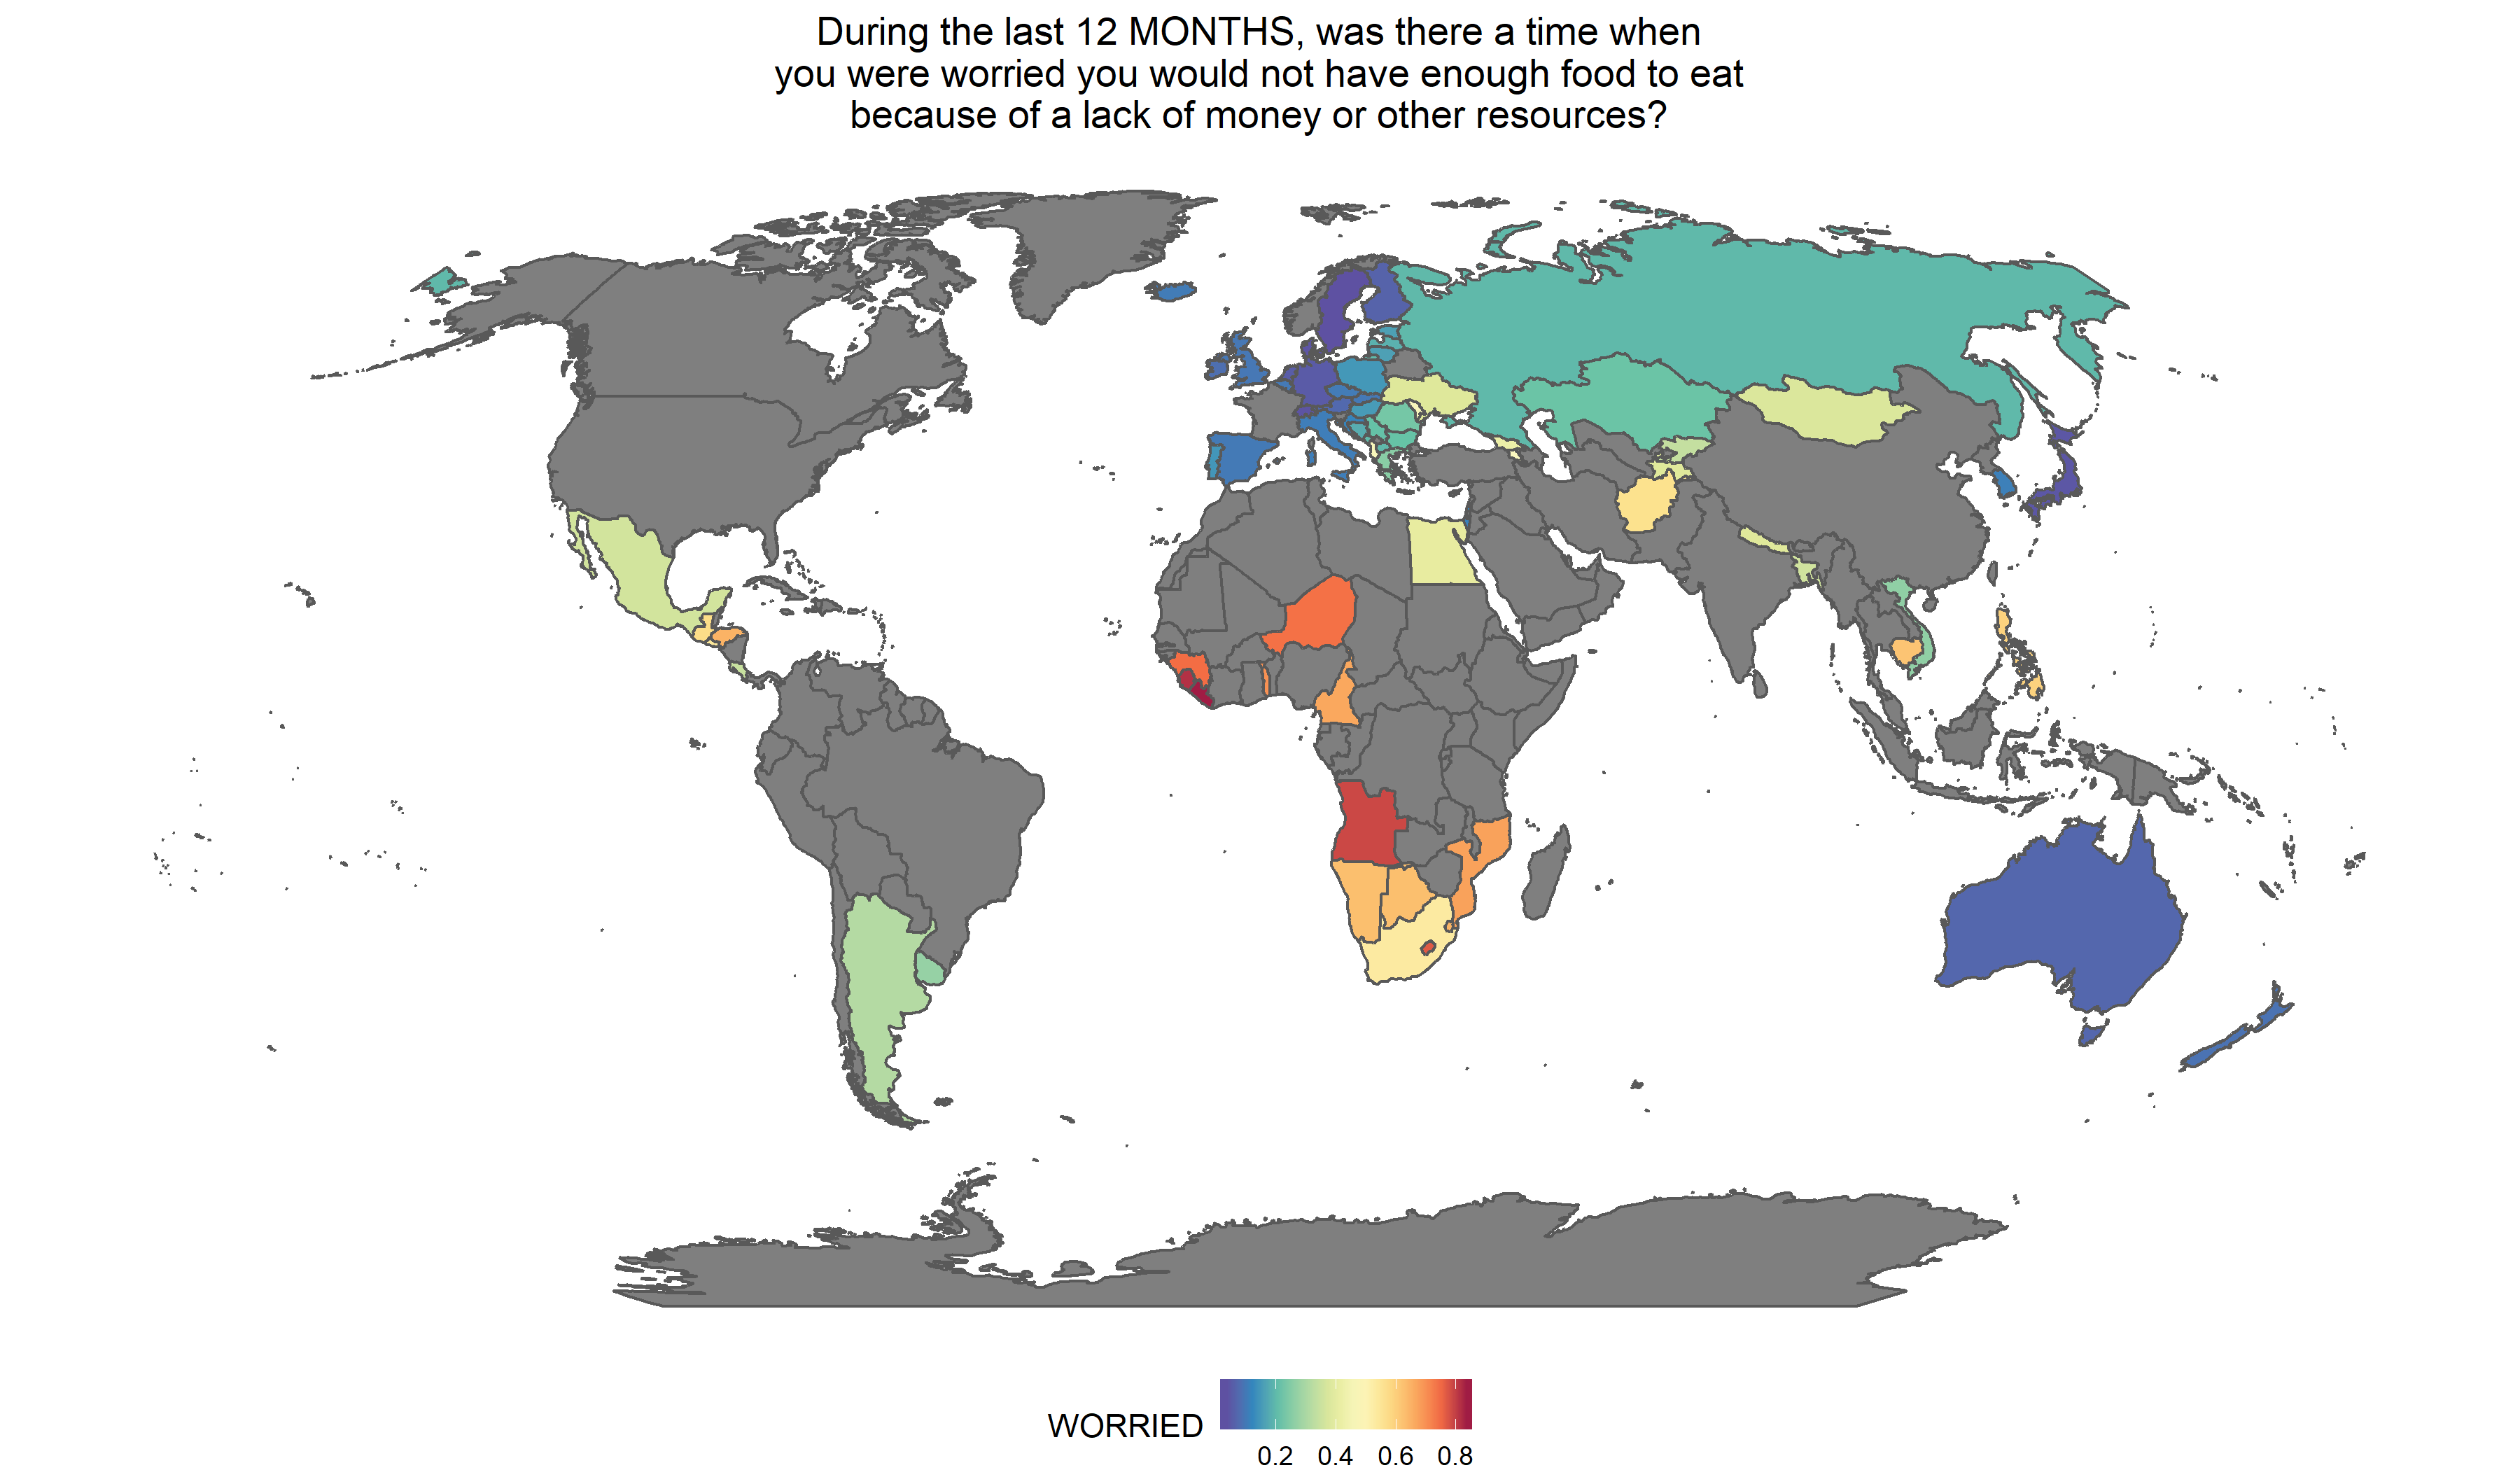 During the last 12 MONTHS, was there a time when
you were worried you would not have enough food to eat
because of a lack of money or other resources?
WORRIED
0.2 0.4 0.6 0.8